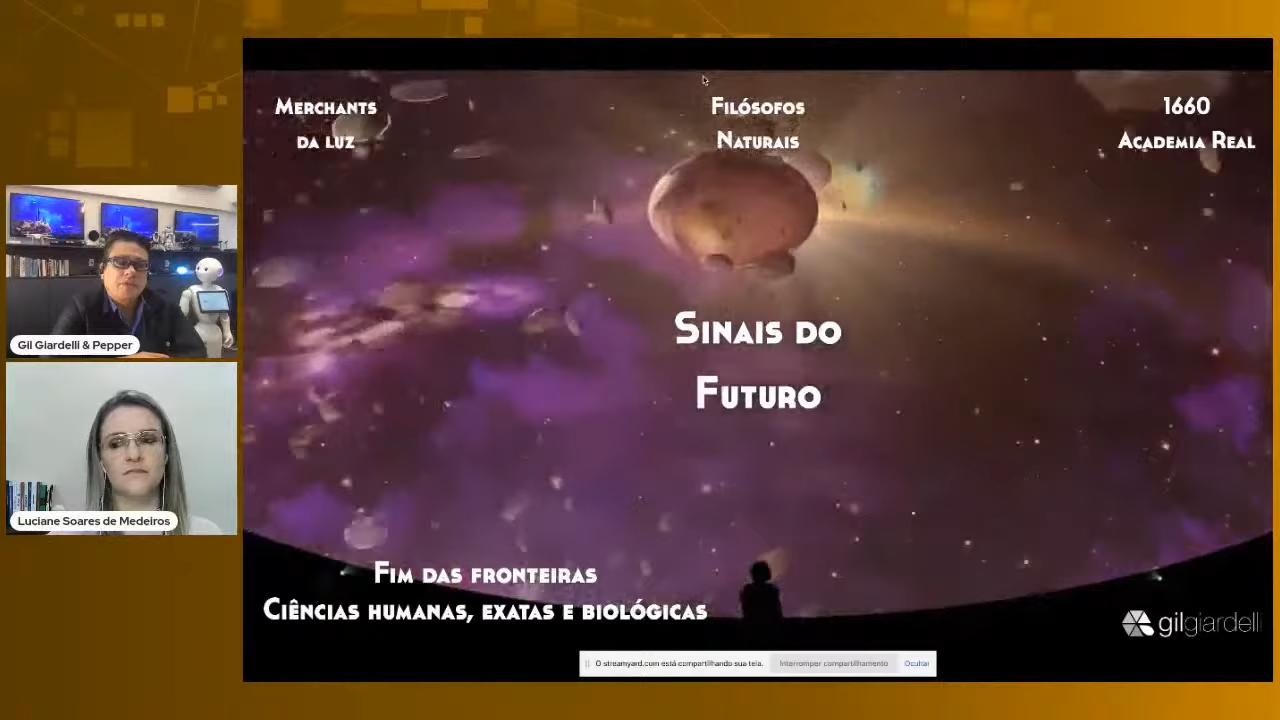 Merchants
da luz
Filósofos
Naturais
1660
Academia Real
Sinais do
Futuro
Fim das fronteiras
Ciências humanas, exatas e biológicas
gilgiardelli
Gil Giardelli & Pepper
Luciane Soares de Medeiros
O streamyard.com está compartilhando sua tela.
Interromper compartilhamento
Ocultar